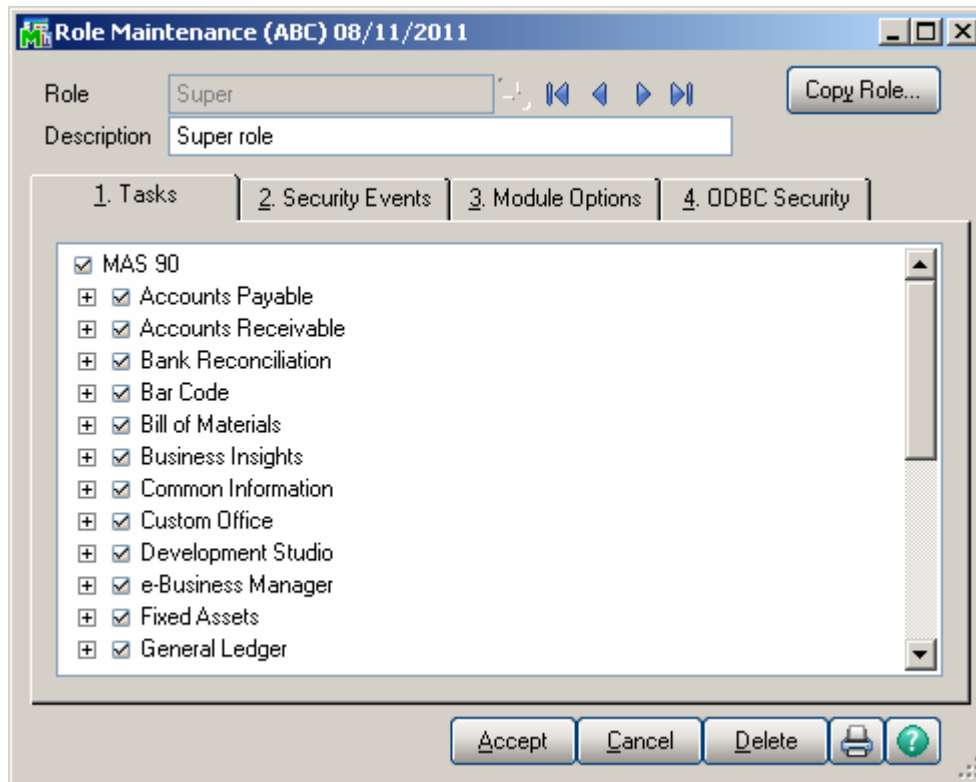 Role Maintenance (ABC) 08/11/2011
Role Super Copy Role...
Description Super role
1. Tasks 2. Security Events 3. Module Options 4. ODBC Security
MAS 90
Accounts Payable
Accounts Receivable
Bank Reconciliation
Bar Code
Bill of Materials
Business Insights
Common Information
Custom Office
Development Studio
e-Business Manager
Fixed Assets
General Ledger
Accept Cancel Delete